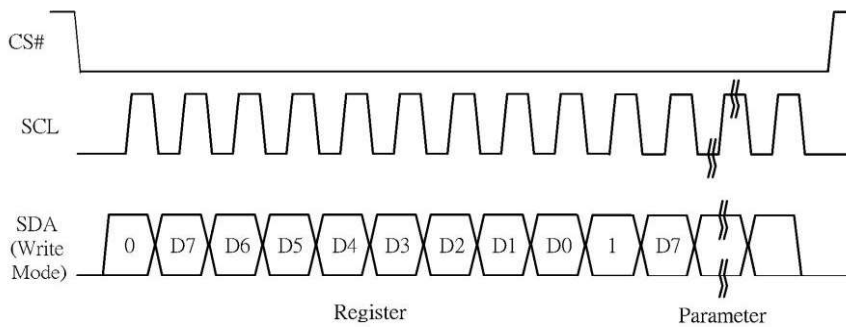 CS#
SCL
SDA
(Write
Mode)
0 D7 D6 D5 D4 D3 D2 D1 D0 1 D7
Register
Parameter